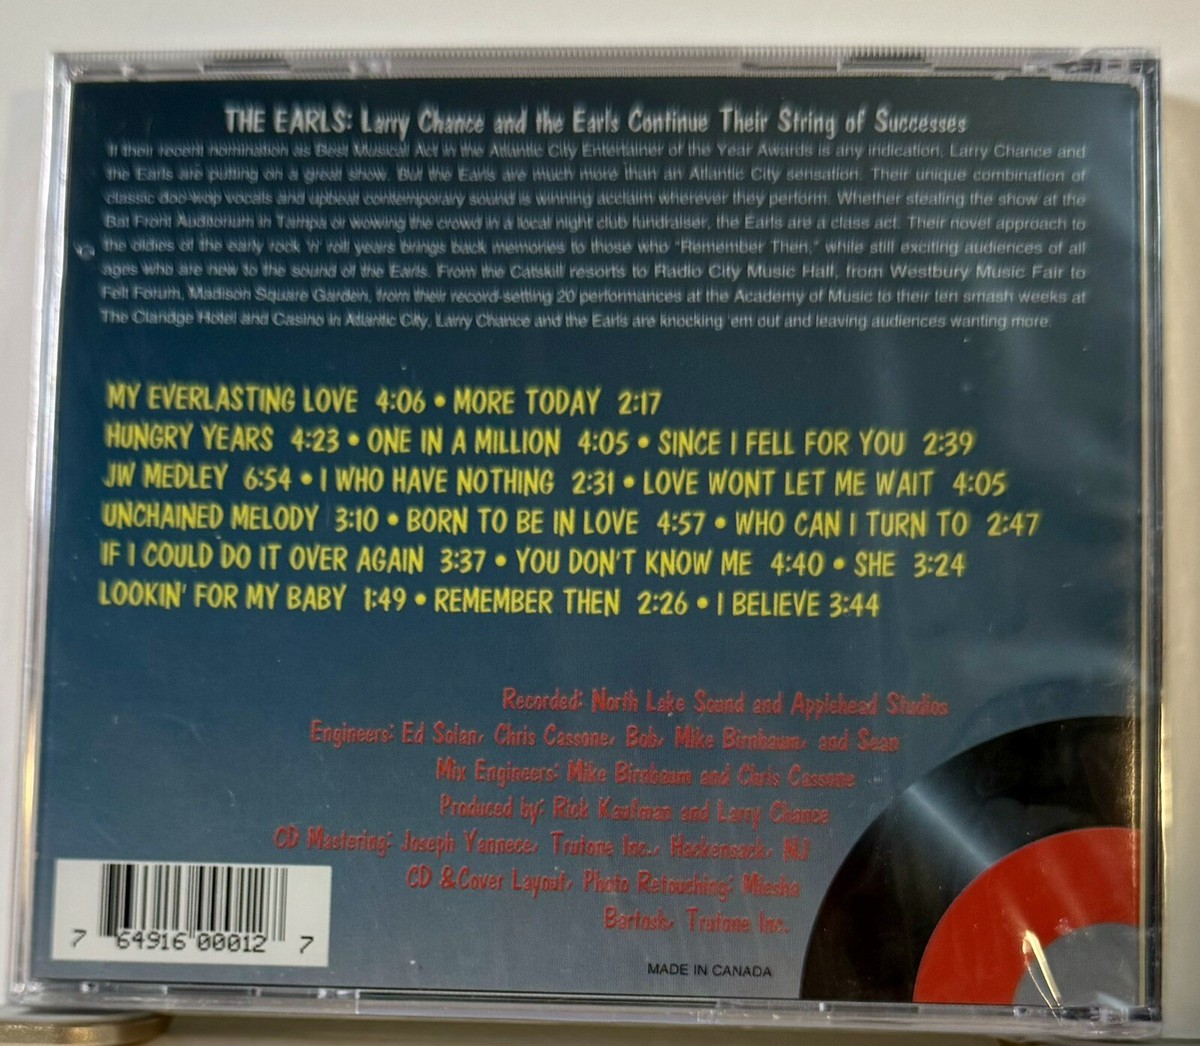 THE EARLS: Larry Chance and the Earls Continue Their String of Successes
If their recent nomination as Best Musical Act in the Atlantic City Entertainer of the Year Awards is any indication, Larry Chance and
the Earls are putting on a great show. But the Earls are much more than an Atlantic City sensation. Their unique combination of
classic doo-wop vocals and upbeat contemporary sound is winning acclaim wherever they perform. Whether stealing the show at the
Bat Front Auditorium in Tampa or wowing the crowd in a local night club fundraiser, the Earls are a class act. Their novel approach to
the oldies of the early rock 'n' roll years brings back memories to those who "Remember Then," while still exciting audiences of all
ages who are new to the sound of the Earls. From the Catskill resorts to Radio City Music Hall, from Westbury Music Fair to
Felt Forum, Madison Square Garden, from their record-setting 20 performances at the Academy of Music to their ten smash weeks at
The Claridge Hotel and Casino in Atlantic City, Larry Chance and the Earls are knocking 'em out and leaving audiences wanting more.
MY EVERLASTING LOVE 4:06 • MORE TODAY 2:17
HUNGRY YEARS 4:23 • ONE IN A MILLION 4:05 • SINCE I FELL FOR YOU 2:39
JW MEDLEY 6:54 • I WHO HAVE NOTHING 2:31 • LOVE WONT LET ME WAIT 4:05
UNCHAINED MELODY 3:10 • BORN TO BE IN LOVE 4:57 • WHO CAN I TURN TO 2:47
IF I COULD DO IT OVER AGAIN 3:37 • YOU DON'T KNOW ME 4:40 • SHE 3:24
LOOKIN' FOR MY BABY 1:49 • REMEMBER THEN 2:26 • I BELIEVE 3:44
Recorded: North Lake Sound and Applehead Studios
Engineers: Ed Solan, Chris Cassone, Bob, Mike Birnbaum, and Sean
Mix Engineers: Mike Birnbaum and Chris Cassone
Produced by: Rick Kaufman and Larry Chance
CD Mastering: Joseph Yannece, Trutone Inc., Hackensack, NJ
CD & Cover Layout, Photo Retouching: Miesha
Bartosh, Trutone Inc.
7 64916 00012 7
MADE IN CANADA